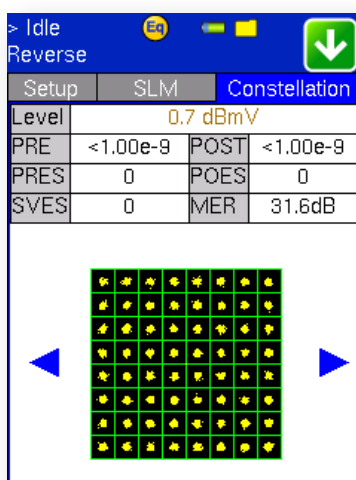 > Idle Eq
Reverse
Setup SLM Constellation
Level 0.7 dBmV
PRE <1.00e-9 POST <1.00e-9
PRES 0 POES 0
SVES 0 MER 31.6dB